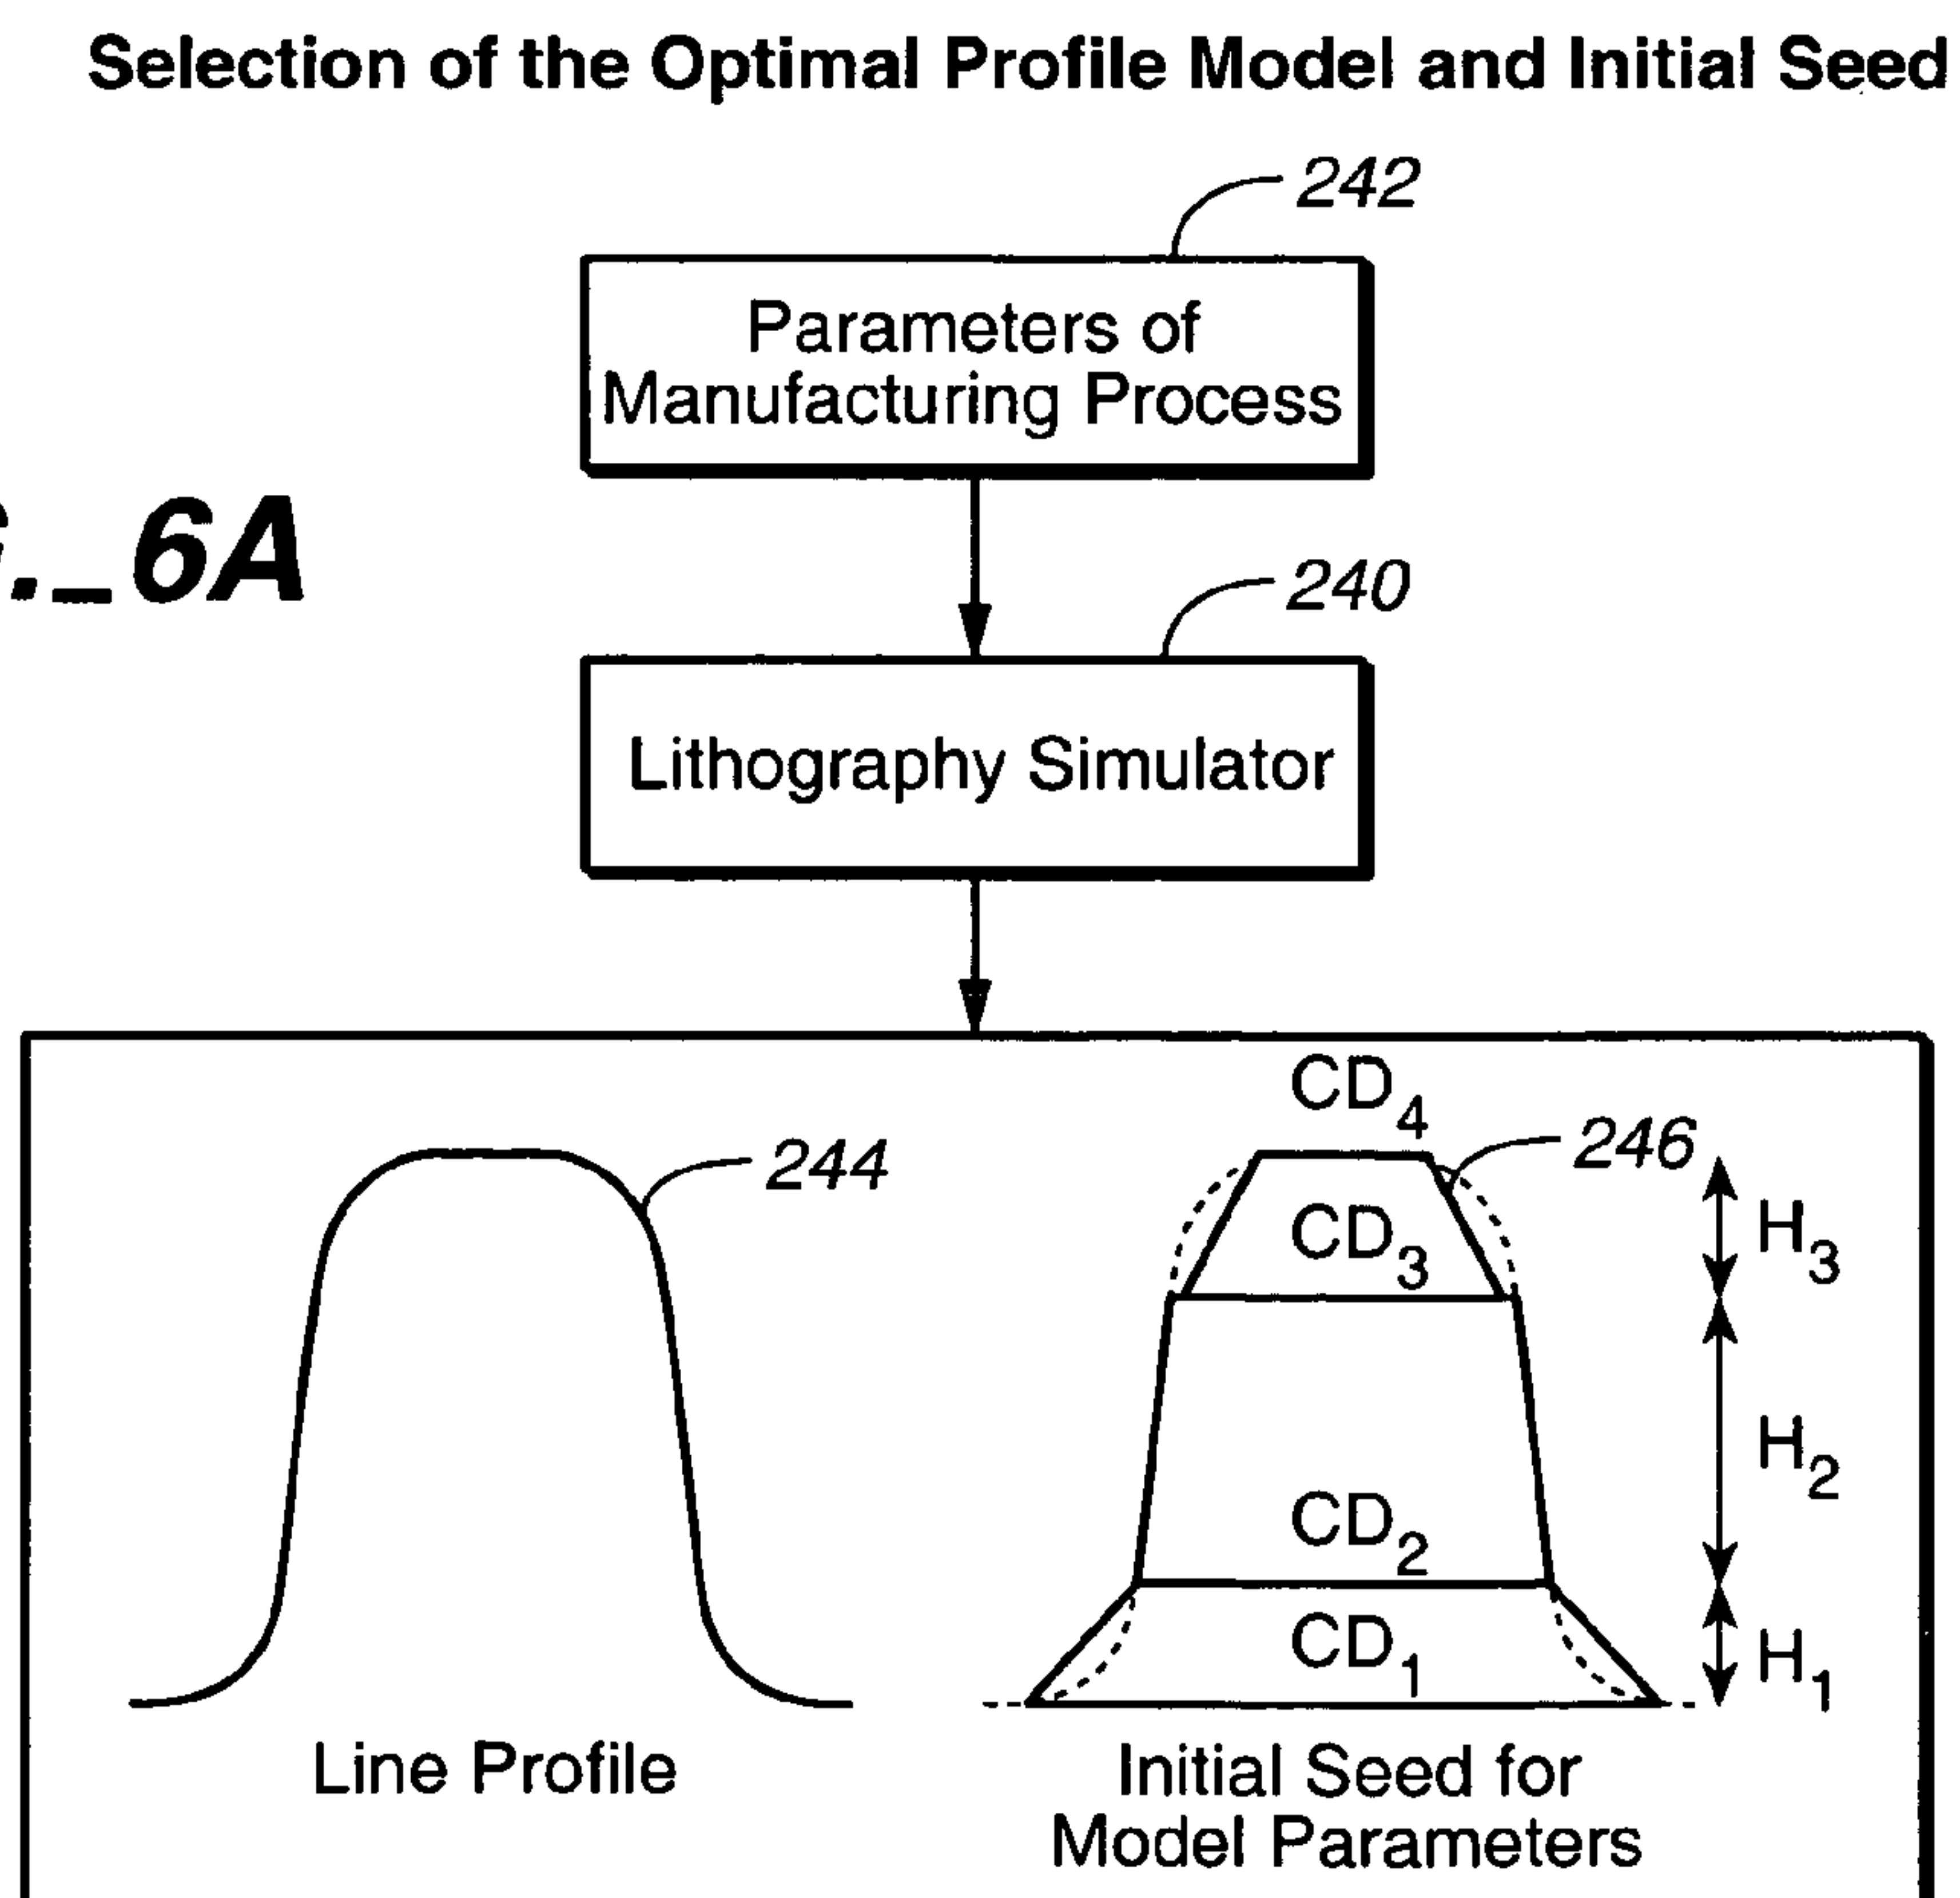 Selection of the Optimal Profile Model and Initial Seed
242
Parameters of
Manufacturing Process
._6A
240
Lithography Simulator
CD4
244
246
CD3
H3
H2
CD2
CD1
H1
Line Profile
Initial Seed for
Model Parameters